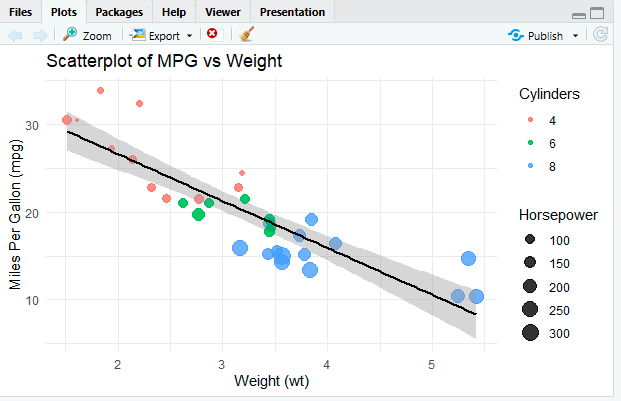 Files Plots Packages Help Viewer Presentation
Zoom Export Publish
Scatterplot of MPG vs Weight
Miles Per Gallon (mpg)
30
20
10
2 3 4 5
Weight (wt)
Cylinders
4
6
8
Horsepower
100
150
200
250
300